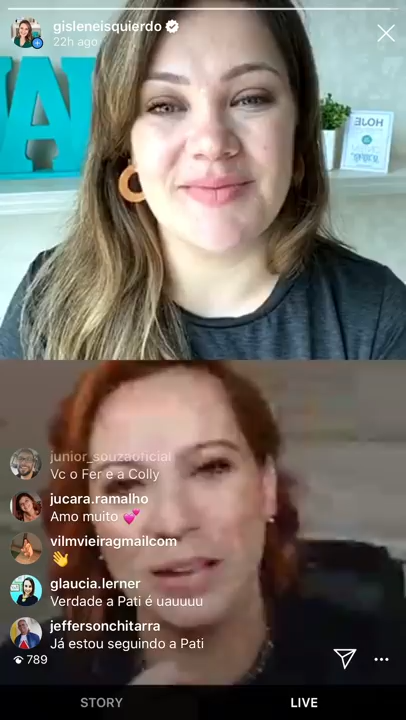 gisleneisquierdo
22h ago
HOJE
junior_souzaoficial
Vc o Fer e a Colly
jucara.ramalho
Amo muito 💞
vilmvieiragmailcom
👋
glaucia.lerner
Verdade a Pati é uauuuu
jeffersonchitarra
Já estou seguindo a Pati
789
STORY
LIVE